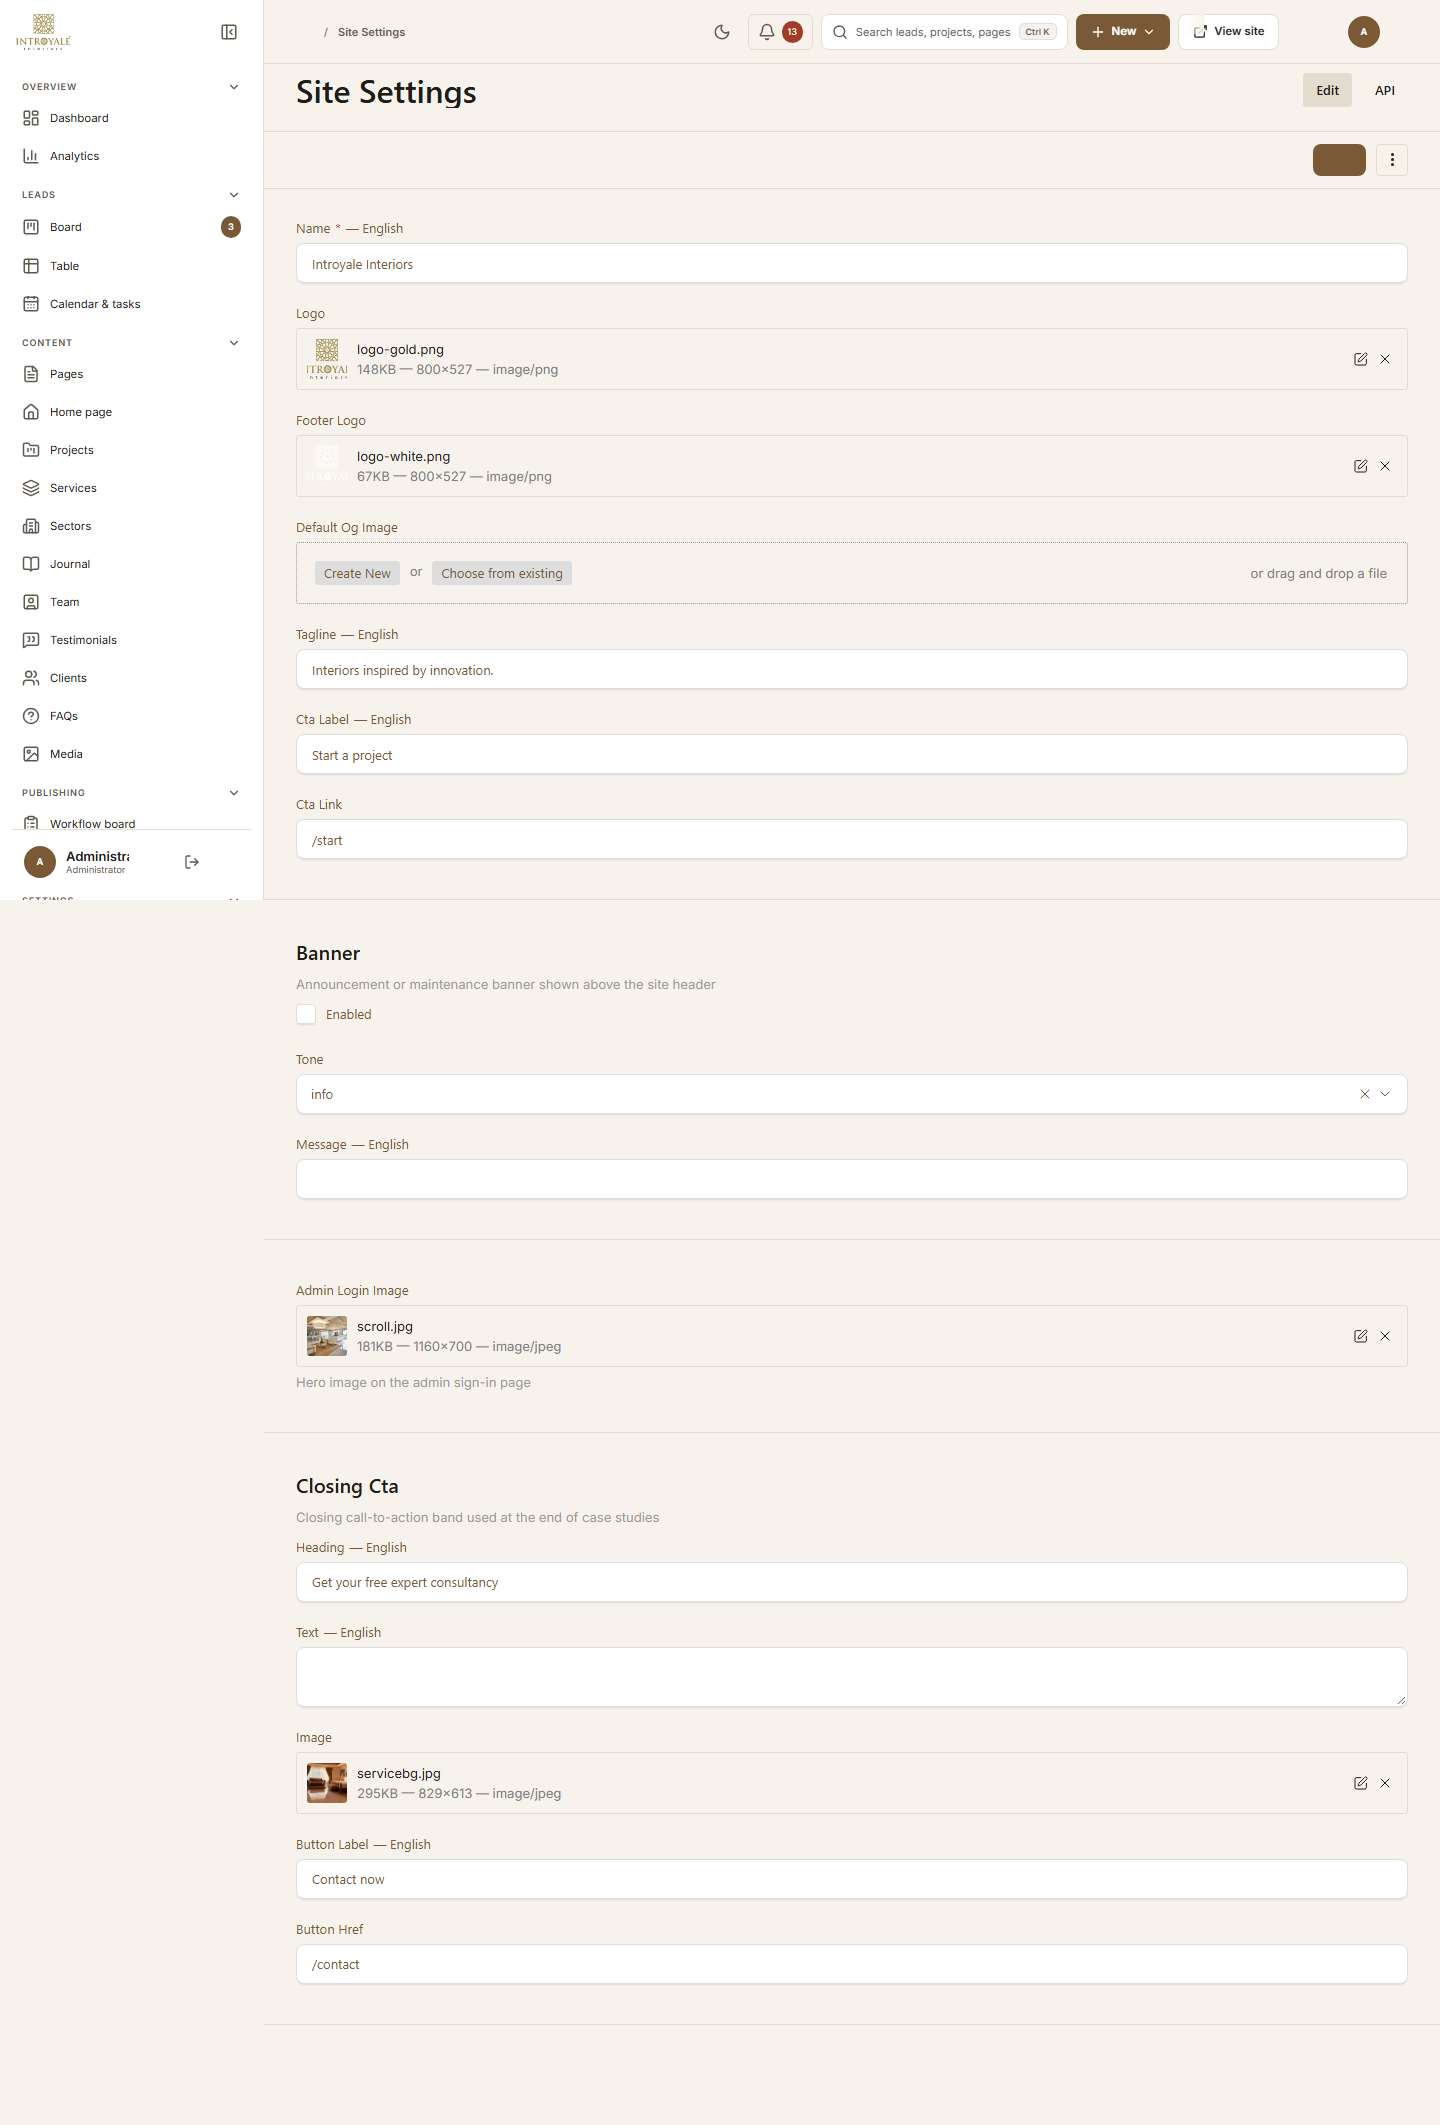 INTROYALE
interiors
OVERVIEW
Dashboard
Analytics
LEADS
Board
3
Table
Calendar & tasks
CONTENT
Pages
Home page
Projects
Services
Sectors
Journal
Team
Testimonials
Clients
FAQs
Media
PUBLISHING
Workflow board
A
Administra
Administrator
SETTINGS
/ Site Settings
13
Search leads, projects, pages
Ctrl K
New
View site
A
Site Settings
Edit
API
Name * — English
Introyale Interiors
Logo
logo-gold.png
148KB — 800×527 — image/png
Footer Logo
logo-white.png
67KB — 800×527 — image/png
Default Og Image
Create New or Choose from existing
or drag and drop a file
Tagline — English
Interiors inspired by innovation.
Cta Label — English
Start a project
Cta Link
/start
Banner
Announcement or maintenance banner shown above the site header
Enabled
Tone
info
Message — English
Admin Login Image
scroll.jpg
181KB — 1160×700 — image/jpeg
Hero image on the admin sign-in page
Closing Cta
Closing call-to-action band used at the end of case studies
Heading — English
Get your free expert consultancy
Text — English
Image
servicebg.jpg
295KB — 829×613 — image/jpeg
Button Label — English
Contact now
Button Href
/contact